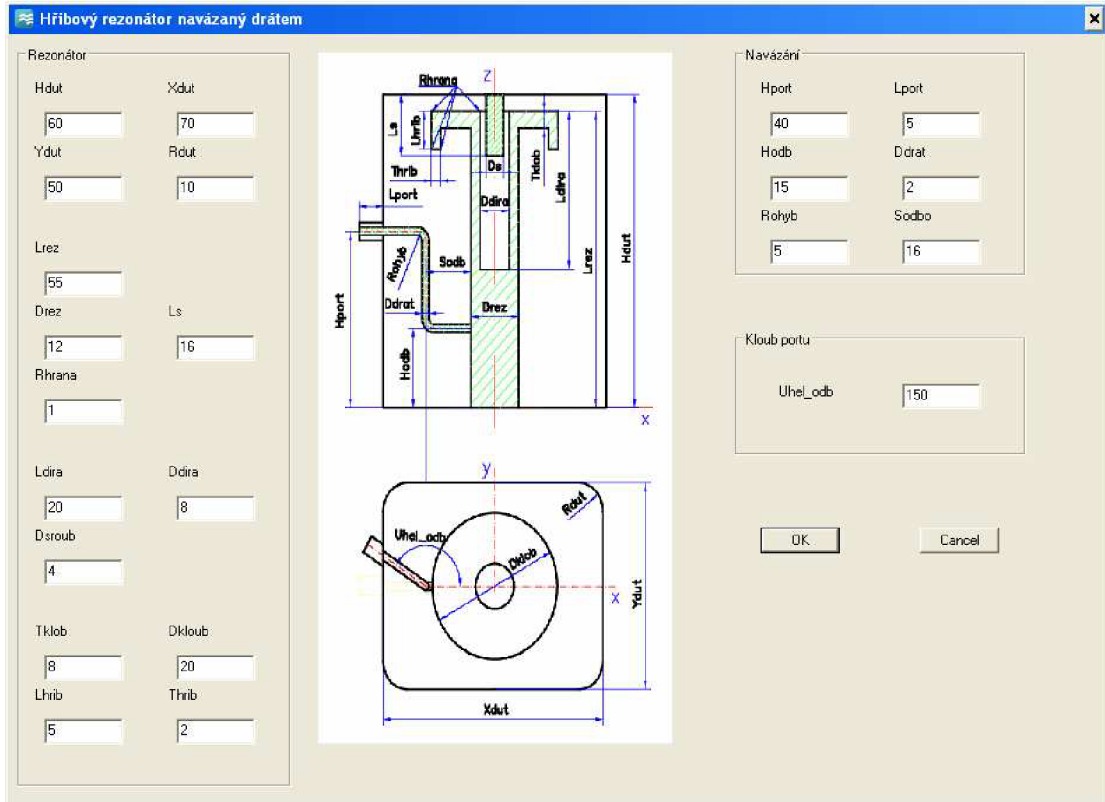 Hřibový rezonátor navázaný drátem
Rezonátor
Hdut Xdut
60 70
Ydut Rdut
50 10
Lrez
55
Drez Ls
12 16
Rhrana
1
Ldira Ddira
20 8
Dsroub
4
Tklob Dkloub
8 20
Lhrib Thrib
5 2
Rhrana
Z
Ls
Lhrib
Thrib
Lport
Ds
Tklob
Ddira
Ldira
Lrez
Hdut
Rohyb
Sodb
Ddrat
Drez
Hport
Hodb
x
y
Rdut
Uhel_odb
Dklob
x
Ydut
Xdut
Navázání
Hport Lport
40 5
Hodb Ddrat
15 2
Rohyb Sodbo
5 16
Kloub portu
Uhel_odb 150
OK Cancel